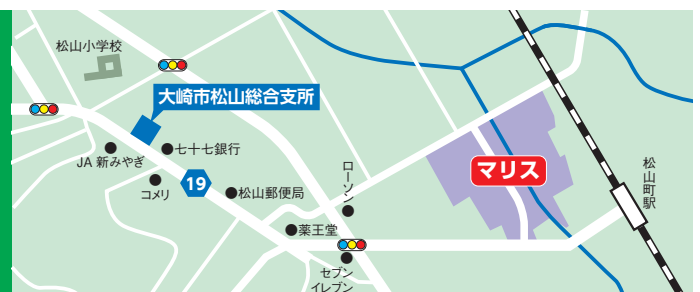 松山小学校
大崎市松山総合支所
七十七銀行
JA 新みやぎ
コメリ
19
松山郵便局
ローソン
薬王堂
セブン
イレブン
マリス
松山町駅